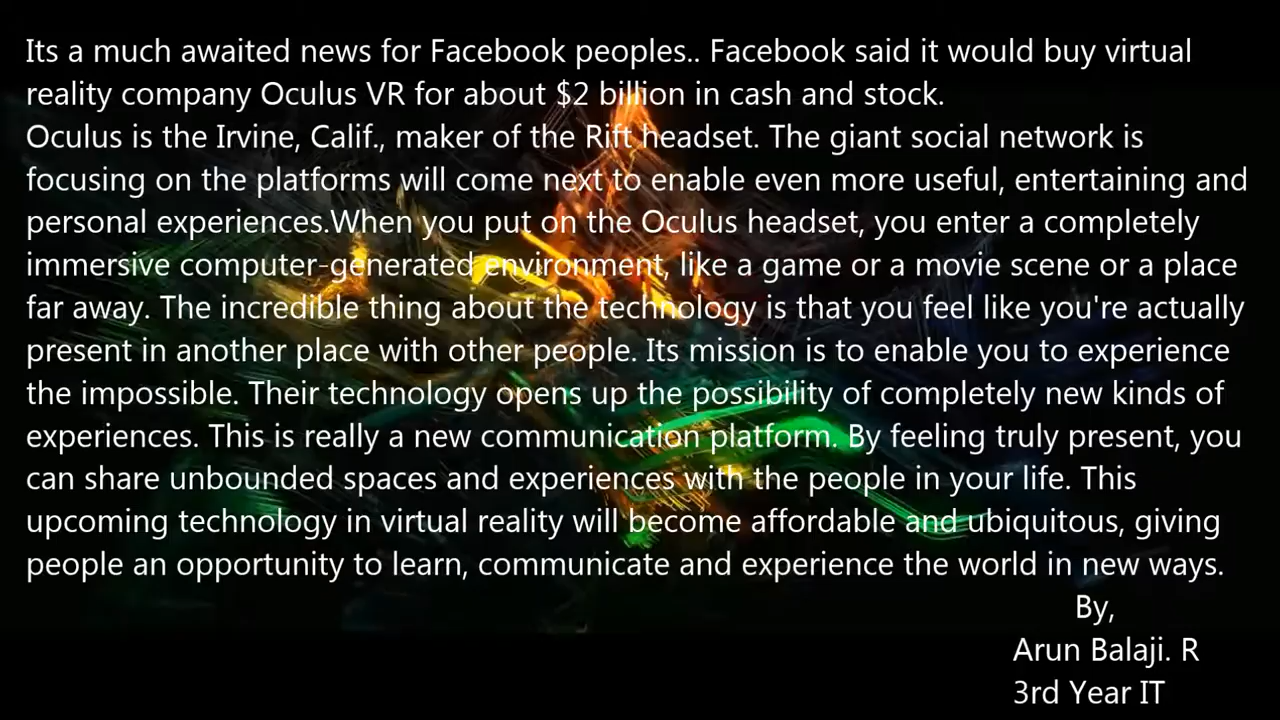 Its a much awaited news for Facebook peoples.. Facebook said it would buy virtual
reality company Oculus VR for about $2 billion in cash and stock.
Oculus is the Irvine, Calif., maker of the Rift headset. The giant social network is
focusing on the platforms will come next to enable even more useful, entertaining and
personal experiences.When you put on the Oculus headset, you enter a completely
immersive computer-generated environment, like a game or a movie scene or a place
far away. The incredible thing about the technology is that you feel like you're actually
present in another place with other people. Its mission is to enable you to experience
the impossible. Their technology opens up the possibility of completely new kinds of
experiences. This is really a new communication platform. By feeling truly present, you
can share unbounded spaces and experiences with the people in your life. This
upcoming technology in virtual reality will become affordable and ubiquitous, giving
people an opportunity to learn, communicate and experience the world in new ways.
By,
Arun Balaji. R
3rd Year IT